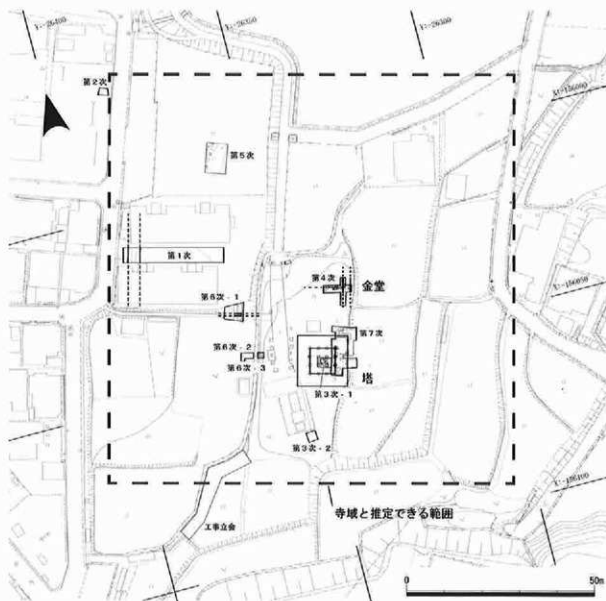 第2次
第5次
第1次
第4次
金堂
第6次-1
第7次
第6次-2
第6次-3
塔
第3次-1
第3次-2
寺域と推定できる範囲
工事立会
0
50m